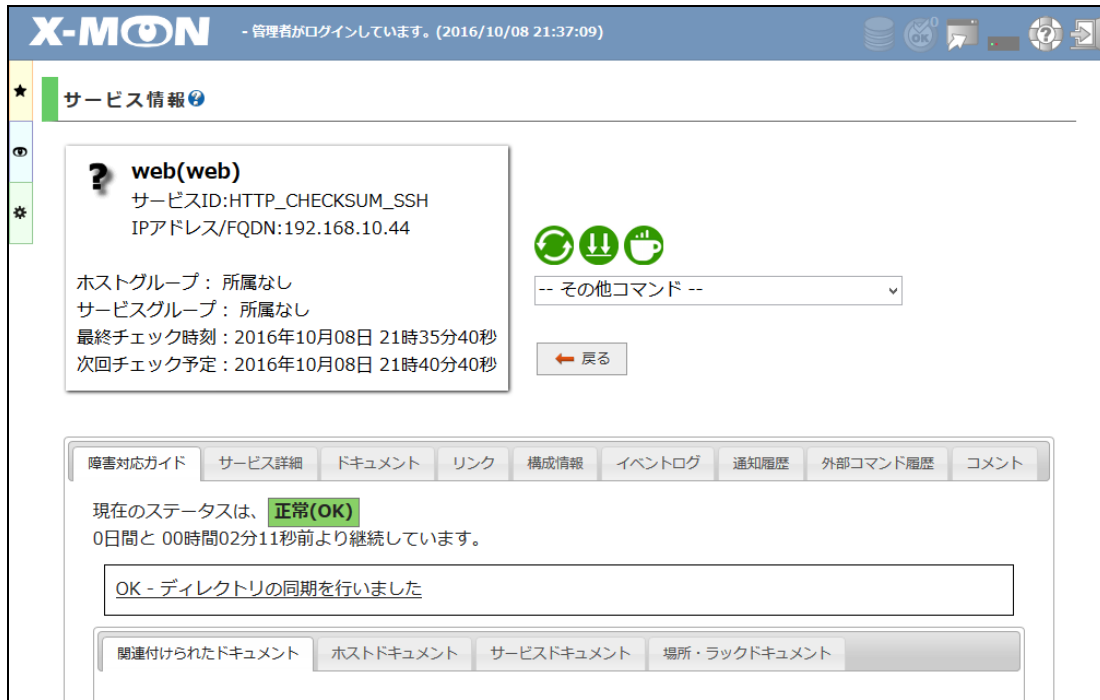 X-MON - 管理者がログインしています。(2016/10/08 21:37:09)
OK 0
サービス情報
web(web)
サービスID:HTTP_CHECKSUM_SSH
IPアドレス/FQDN:192.168.10.44
ホストグループ： 所属なし
サービスグループ： 所属なし
最終チェック時刻：2016年10月08日 21時35分40秒
次回チェック予定：2016年10月08日 21時40分40秒
-- その他コマンド --
戻る
障害対応ガイド サービス詳細 ドキュメント リンク 構成情報 イベントログ 通知履歴 外部コマンド履歴 コメント
現在のステータスは、 正常(OK)
0日間と 00時間02分11秒前より継続しています。
OK - ディレクトリの同期を行いました
関連付けられたドキュメント ホストドキュメント サービスドキュメント 場所・ラックドキュメント